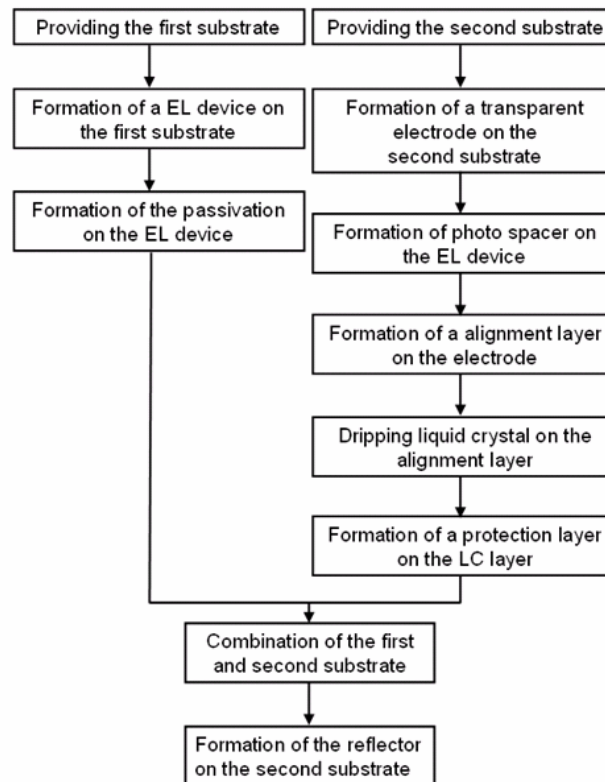 Providing the first substrate
Formation of a EL device on
the first substrate
Formation of the passivation
on the EL device
Providing the second substrate
Formation of a transparent
electrode on the
second substrate
Formation of photo spacer on
the EL device
Formation of a alignment layer
on the electrode
Dripping liquid crystal on the
alignment layer
Formation of a protection layer
on the LC layer
Combination of the first
and second substrate
Formation of the reflector
on the second substrate